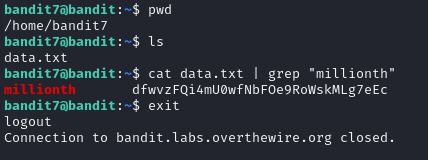 bandit7@bandit:~$ pwd
/home/bandit7
bandit7@bandit:~$ ls
data.txt
bandit7@bandit:~$ cat data.txt | grep "millionth"
millionth       dfwvzFQi4mU0wfNbFOe9RoWskMLg7eEc
bandit7@bandit:~$ exit
logout
Connection to bandit.labs.overthewire.org closed.